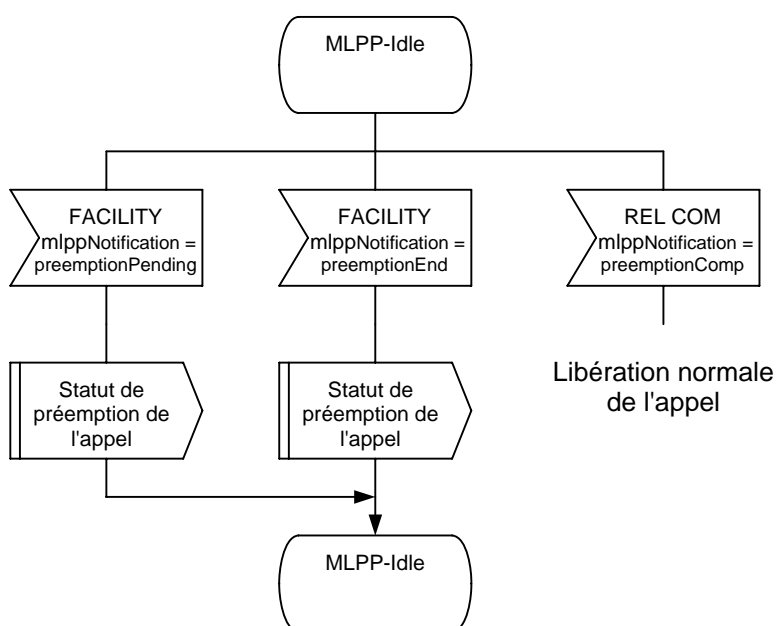 MLPP-Idle
FACILITY
mlppNotification =
preemptionPending
FACILITY
mlppNotification =
preemptionEnd
REL COM
mlppNotification =
preemptionComp
Statut de
préemption de
l'appel
Statut de
préemption de
l'appel
Libération normale
de l'appel
MLPP-Idle